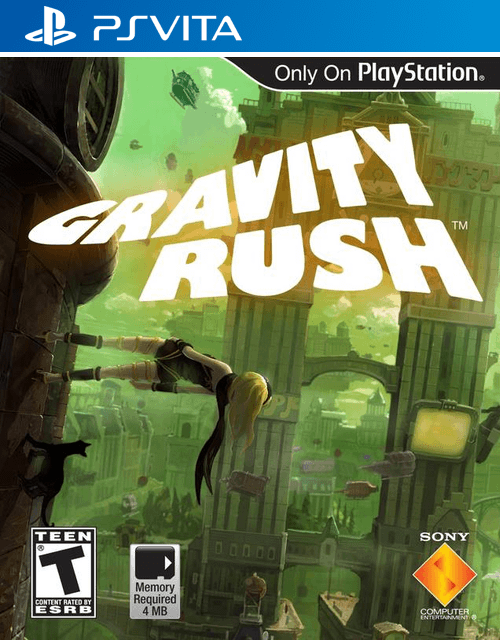 PSVITA
Only On PlayStation®
GRAVITY
RUSH™
TEEN
T®
CONTENT RATED BY
ESRB
Memory
Required
4 MB
SONY
COMPUTER
ENTERTAINMENT®